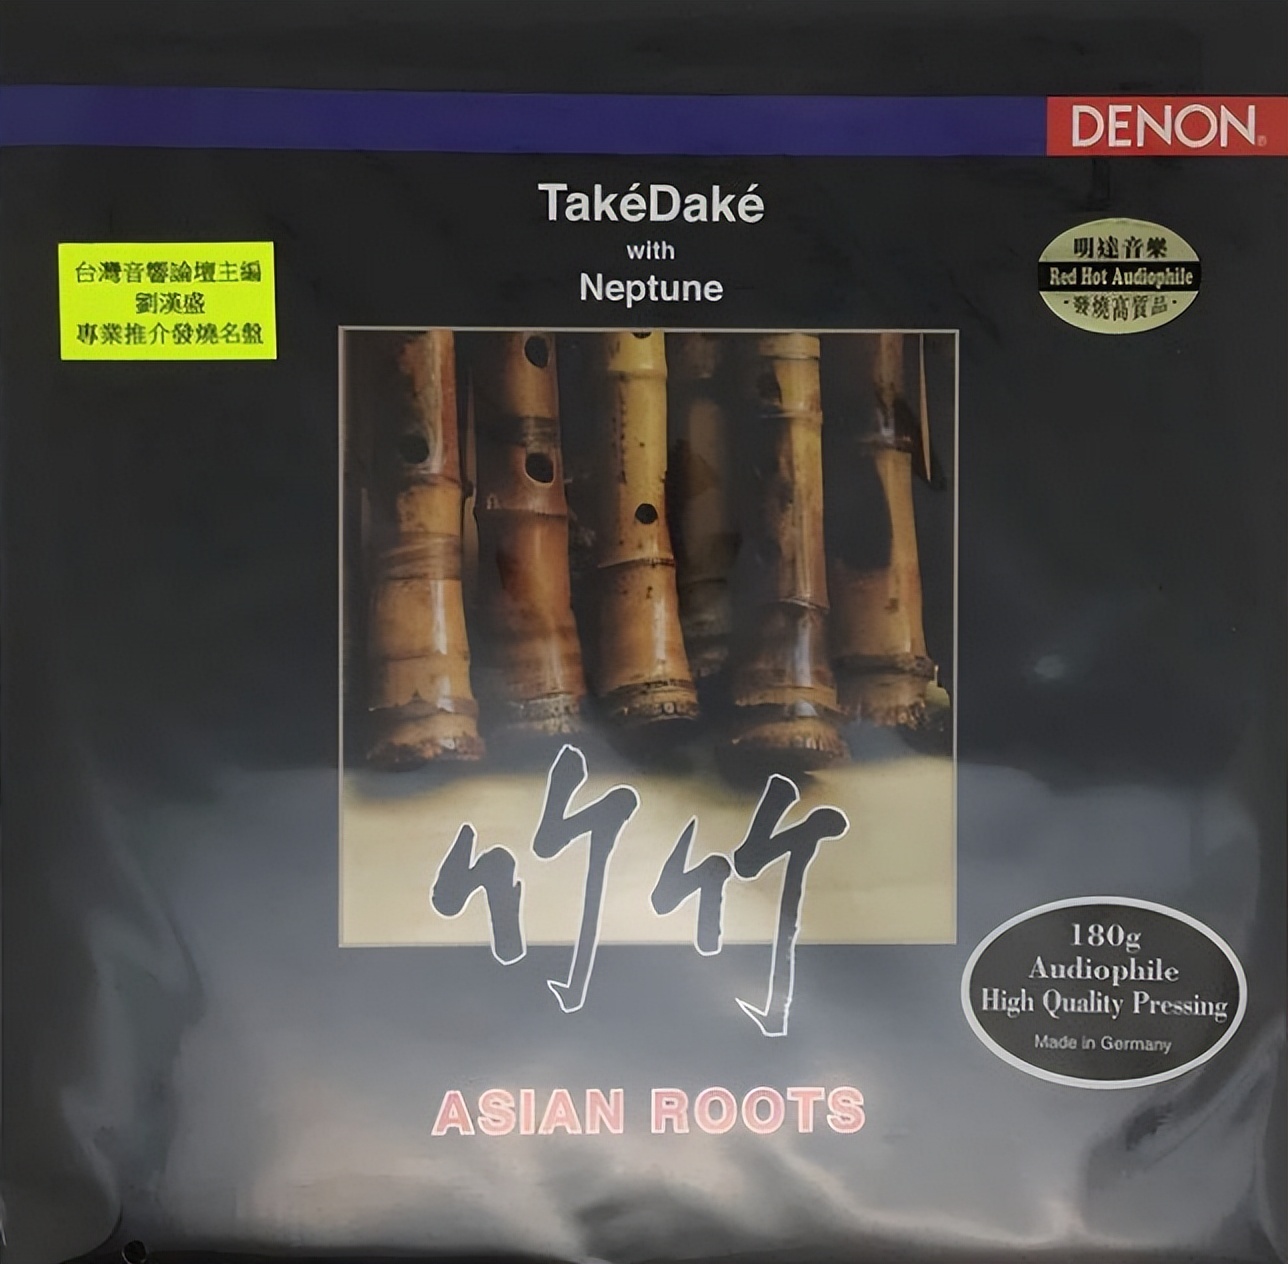 DENON
TakéDaké
with
Neptune
台灣音響論壇主編
劉漢盛
專業推介發燒名盤
明達音樂
Red Hot Audiophile
·發燒高質品·
竹竹
180g
Audiophile
High Quality Pressing
Made in Germany
ASIAN ROOTS